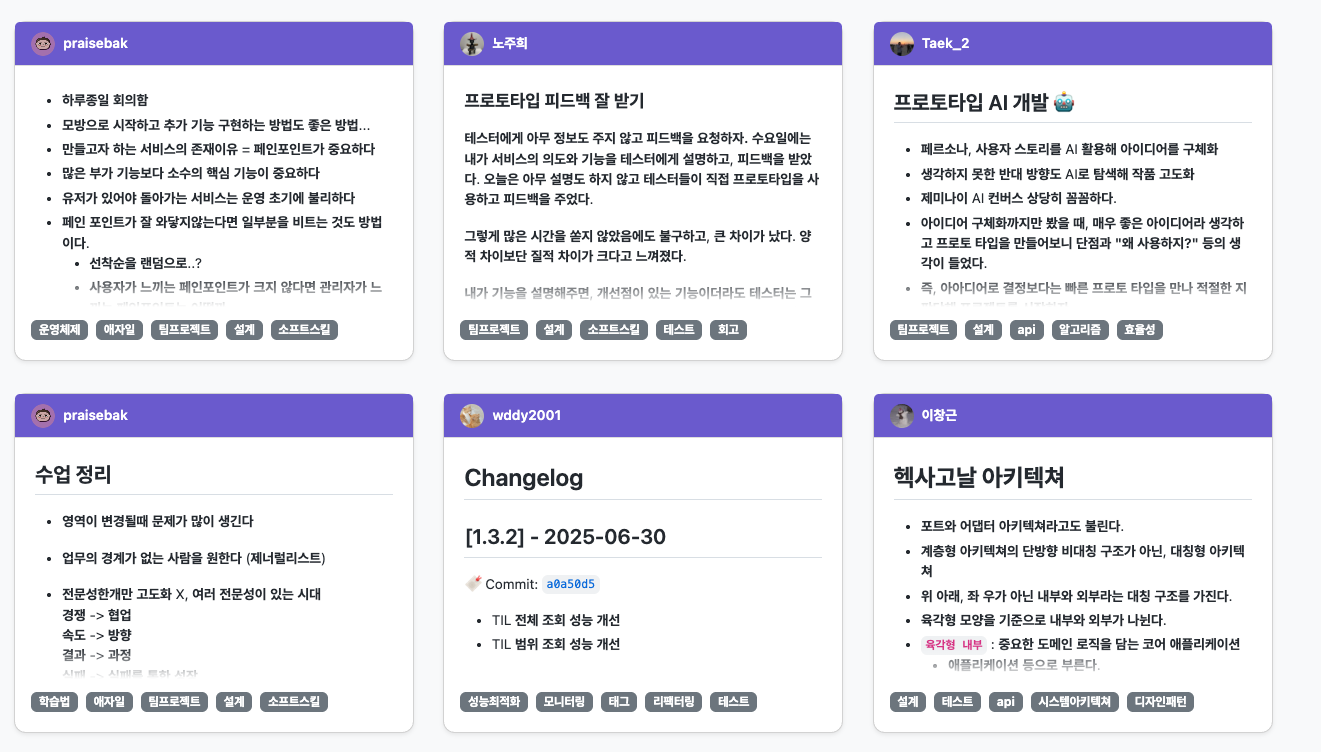 praisebak
하루종일 회의함
모방으로 시작하고 추가 기능 구현하는 방법도 좋은 방법...
만들고자 하는 서비스의 존재이유 = 페인포인트가 중요하다
많은 부가 기능보다 소수의 핵심 기능이 중요하다
유저가 있어야 돌아가는 서비스는 운영 초기에 불리하다
페인 포인트가 잘 와닿지않는다면 일부분을 비트는 것도 방법
이다.
선착순을 랜덤으로..?
사용자가 느끼는 페인포인트가 크지 않다면 관리자가 느
운영체제 애자일 팀프로젝트 설계 소프트스킬
노주희
프로토타입 피드백 잘 받기
테스터에게 아무 정보도 주지 않고 피드백을 요청하자. 수요일에는
내가 서비스의 의도와 기능을 테스터에게 설명하고, 피드백을 받았
다. 오늘은 아무 설명도 하지 않고 테스터들이 직접 프로토타입을 사
용하고 피드백을 주었다.
그렇게 많은 시간을 쏟지 않았음에도 불구하고, 큰 차이가 났다. 양
적 차이보단 질적 차이가 크다고 느껴졌다.
내가 기능을 설명해주면, 개선점이 있는 기능이더라도 테스터는 그
팀프로젝트 설계 소프트스킬 테스트 회고
Taek_2
프로토타입 AI 개발 🤖
페르소나, 사용자 스토리를 AI 활용해 아이디어를 구체화
생각하지 못한 반대 방향도 AI로 탐색해 작품 고도화
제미나이 AI 컨버스 상당히 꼼꼼하다.
아이디어 구체화까지만 봤을 때, 매우 좋은 아이디어라 생각하
고 프로토 타입을 만들어보니 단점과 "왜 사용하지?" 등의 생
각이 들었다.
즉, 아아디어로 결정보다는 빠른 프로토 타입을 만나 적절한 지
팀프로젝트 설계 api 알고리즘 효율성
praisebak
수업 정리
영역이 변경될때 문제가 많이 생긴다
업무의 경계가 없는 사람을 원한다 (제너럴리스트)
전문성한개만 고도화 X, 여러 전문성이 있는 시대
경쟁 -> 협업
속도 -> 방향
결과 -> 과정
실패 -> 실패를 통한 성장
학습법 애자일 팀프로젝트 설계 소프트스킬
wddy2001
Changelog
[1.3.2] - 2025-06-30
Commit: a0a50d5
TIL 전체 조회 성능 개선
TIL 범위 조회 성능 개선
성능최적화 모니터링 태그 리팩터링 테스트
이창근
헥사고날 아키텍쳐
포트와 어댑터 아키텍쳐라고도 불린다.
계층형 아키텍쳐의 단방향 비대칭 구조가 아닌, 대칭형 아키텍
쳐
위 아래, 좌 우가 아닌 내부와 외부라는 대칭 구조를 가진다.
육각형 모양을 기준으로 내부와 외부가 나뉜다.
육각형 내부 : 중요한 도메인 로직을 담는 코어 애플리케이션
애플리케이션 등으로 부른다.
설계 테스트 api 시스템아키텍쳐 디자인패턴